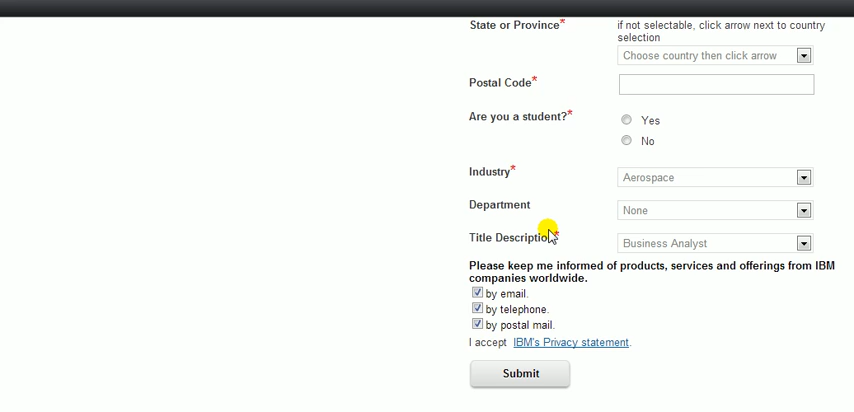 State or Province*
if not selectable, click arrow next to country
selection
Choose country then click arrow
Postal Code*
Are you a student?*
Yes
No
Industry*
Aerospace
Department
None
Title Description*
Business Analyst
Please keep me informed of products, services and offerings from IBM
companies worldwide.
by email.
by telephone.
by postal mail.
I accept IBM's Privacy statement.
Submit